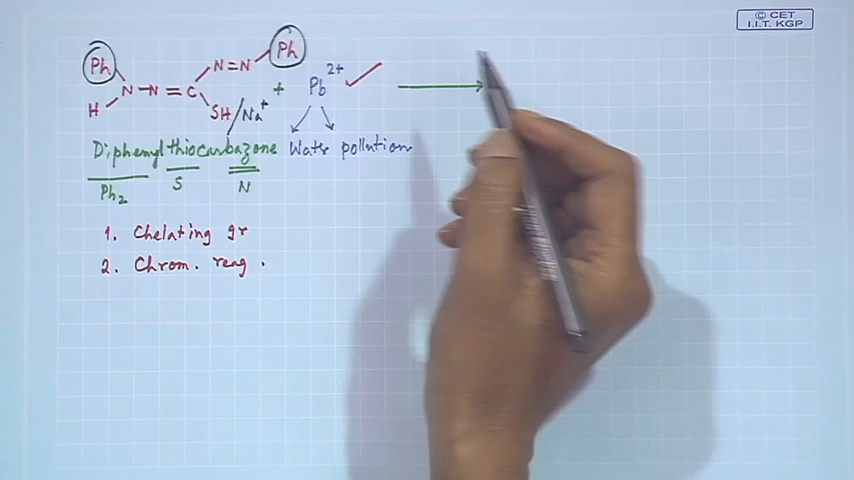 © CET
I.I.T. KGP
Ph N=N Ph
H N-N=C + Pb2+
SH/Na+
Diphenylthiocarbazone Water pollution
Ph2 S N
1. Chelating gr
2. Chrom. reag.